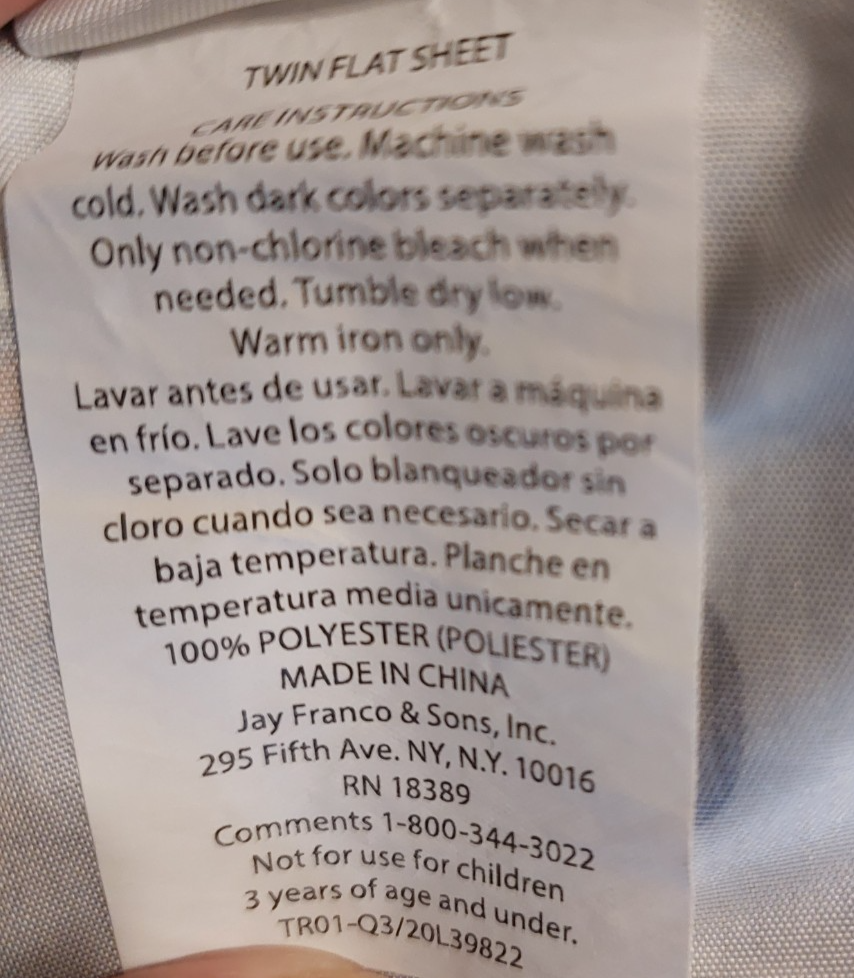 TWIN FLAT SHEET
CARE INSTRUCTIONS
Wash before use. Machine wash
cold. Wash dark colors separately.
Only non-chlorine bleach when
needed. Tumble dry low.
Warm iron only.
Lavar antes de usar. Lavar a máquina
en frío. Lave los colores oscuros por
separado. Solo blanqueador sin
cloro cuando sea necesario. Secar a
baja temperatura. Planche en
temperatura media unicamente.
100% POLYESTER (POLIESTER)
MADE IN CHINA
Jay Franco & Sons, Inc.
295 Fifth Ave. NY, N.Y. 10016
RN 18389
Comments 1-800-344-3022
Not for use for children
3 years of age and under.
TR01-Q3/20L39822